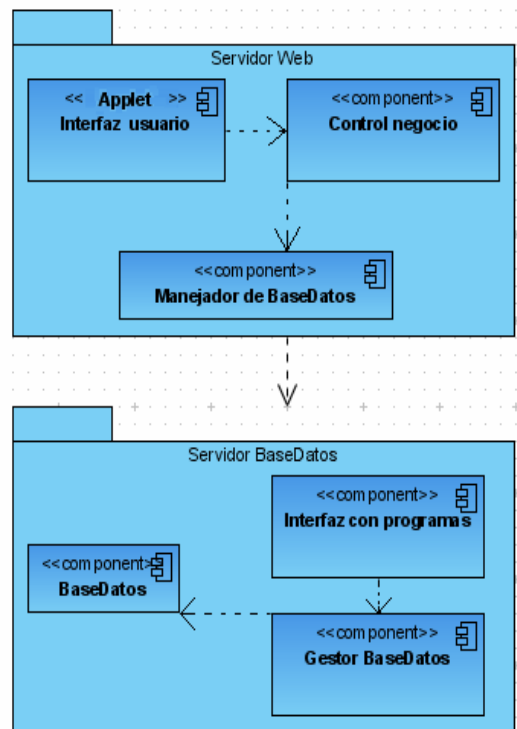 Servidor Web
<< Applet >>
Interfaz usuario
<<component>>
Control negocio
<<component>>
Manejador de BaseDatos
Servidor BaseDatos
<<component>>
Interfaz con programas
<<component>>
BaseDatos
<<component>>
Gestor BaseDatos